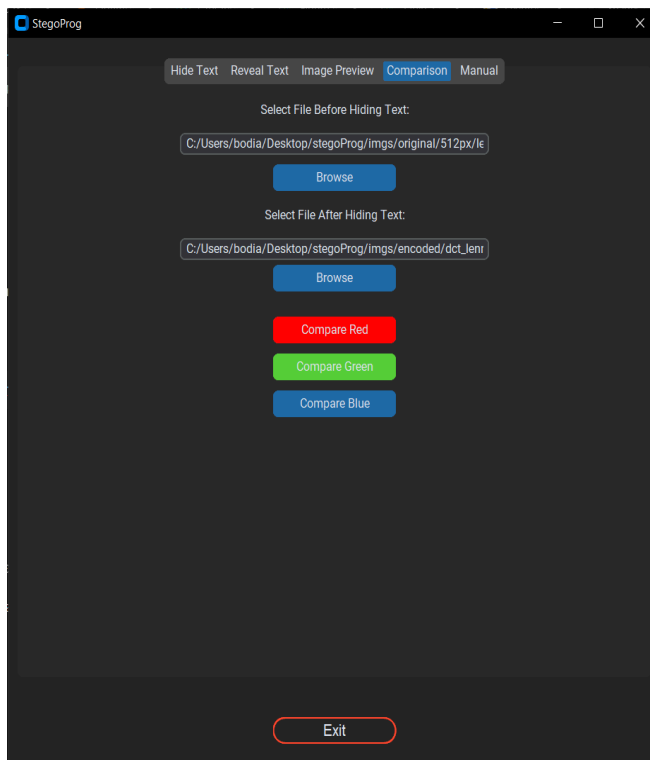 StegoProg
Hide Text Reveal Text Image Preview Comparison Manual
Select File Before Hiding Text:
C:/Users/bodia/Desktop/stegoProg/imgs/original/512px/le
Browse
Select File After Hiding Text:
C:/Users/bodia/Desktop/stegoProg/imgs/encoded/dct_lenr
Browse
Compare Red
Compare Green
Compare Blue
Exit